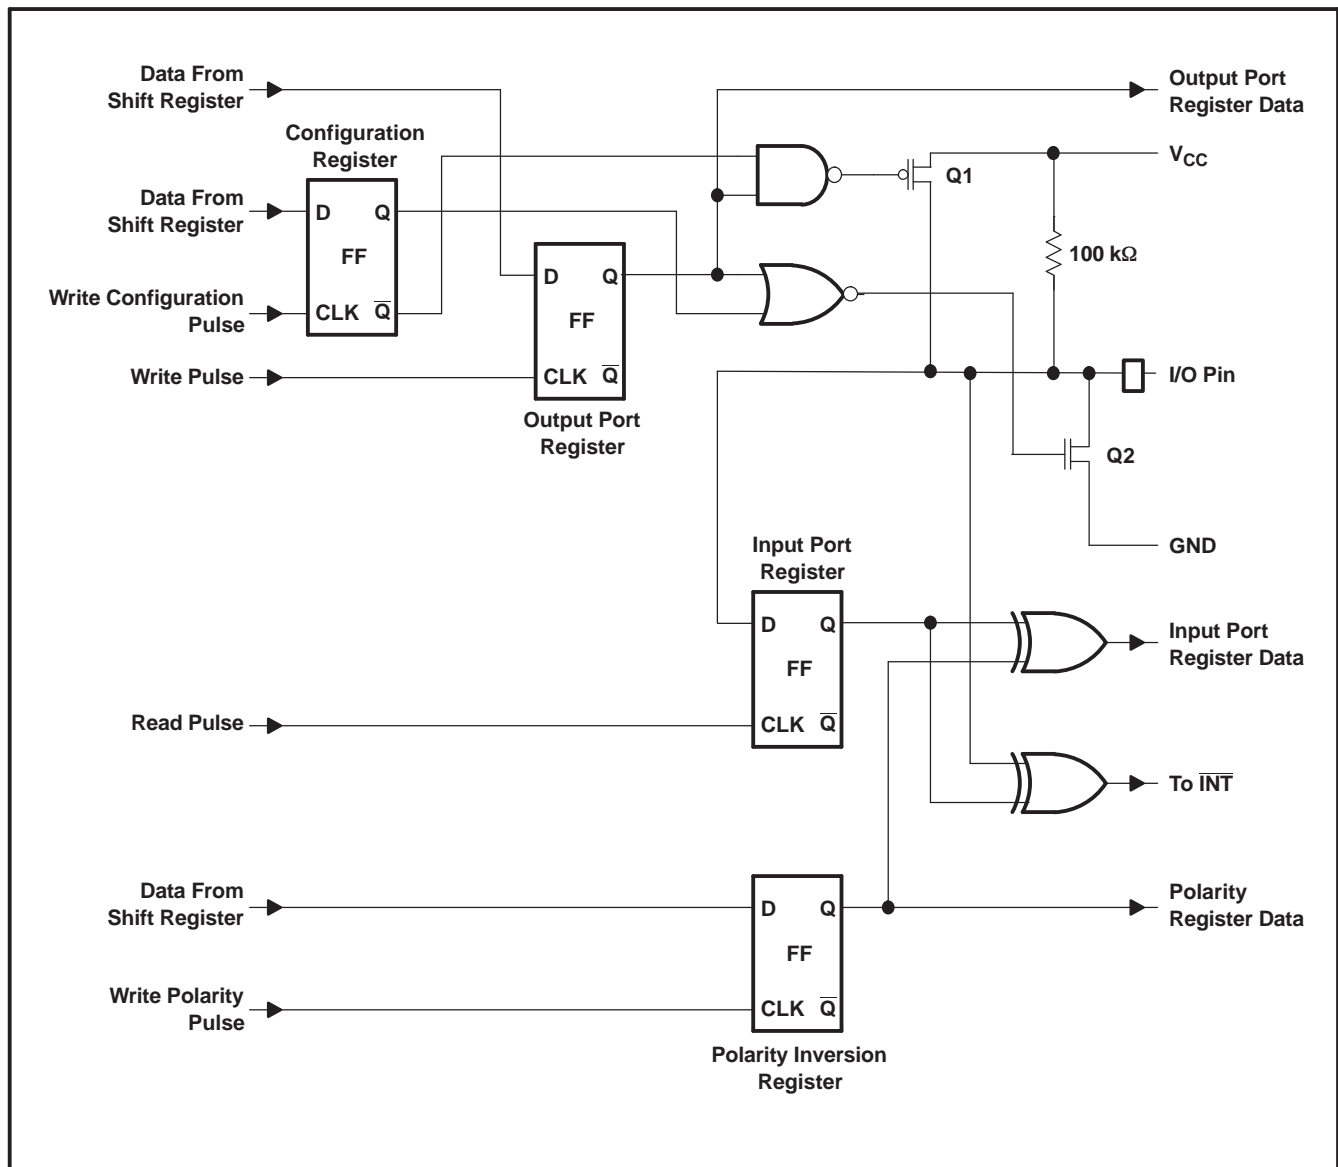 Data From
Shift Register
Output Port
Register Data
Configuration
Register
V_CC
Q1
Data From
Shift Register
D
Q
FF
100 kΩ
D
Q
Write Configuration
Pulse
CLK
Q̅
FF
I/O Pin
Write Pulse
CLK
Q̅
Output Port
Register
Q2
GND
Input Port
Register
D
Q
Input Port
Register Data
FF
Read Pulse
CLK
Q̅
To I̅N̅T̅
Data From
Shift Register
D
Q
Polarity
Register Data
FF
Write Polarity
Pulse
CLK
Q̅
Polarity Inversion
Register